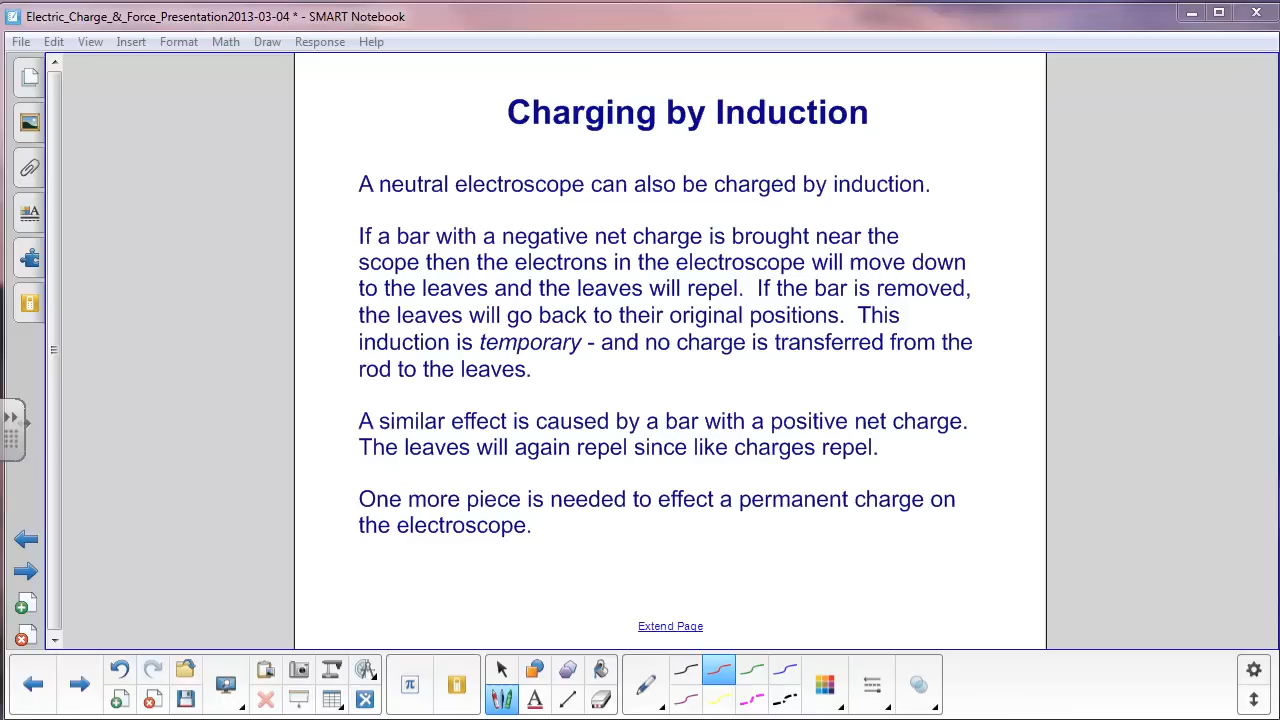 Electric_Charge_&_Force_Presentation2013-03-04 * - SMART Notebook
File Edit View Insert Format Math Draw Response Help
Charging by Induction
A neutral electroscope can also be charged by induction.
If a bar with a negative net charge is brought near the
scope then the electrons in the electroscope will move down
to the leaves and the leaves will repel.  If the bar is removed,
the leaves will go back to their original positions.  This
induction is temporary - and no charge is transferred from the
rod to the leaves.
A similar effect is caused by a bar with a positive net charge.
The leaves will again repel since like charges repel.
One more piece is needed to effect a permanent charge on
the electroscope.
Extend Page